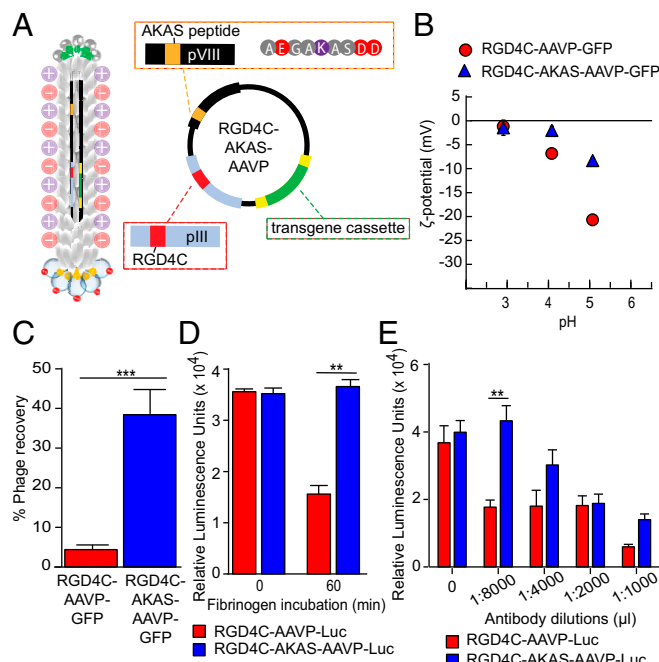 A
AKAS peptide
pVIII
A E G A K A S D D
RGD4C-
AKAS-
AAVP
pIII
RGD4C
transgene cassette
B
RGD4C-AAVP-GFP
RGD4C-AKAS-AAVP-GFP
ζ-potential (mV)
5
0
-5
-10
-15
-20
-25
-30
3 4 5 6
pH
C
% Phage recovery
50
40
30
20
10
0
***
RGD4C-
AAVP-
GFP
RGD4C-
AKAS-
AAVP-
GFP
D
Relative Luminescence Units (x 10⁴)
4
3
2
1
0
**
0 60
Fibrinogen incubation (min)
RGD4C-AAVP-Luc
RGD4C-AKAS-AAVP-Luc
E
Relative Luminescence Units (x 10⁴)
6
4
2
0
**
0 1:8000 1:4000 1:2000 1:1000
Antibody dilutions (µl)
RGD4C-AAVP-Luc
RGD4C-AKAS-AAVP-Luc